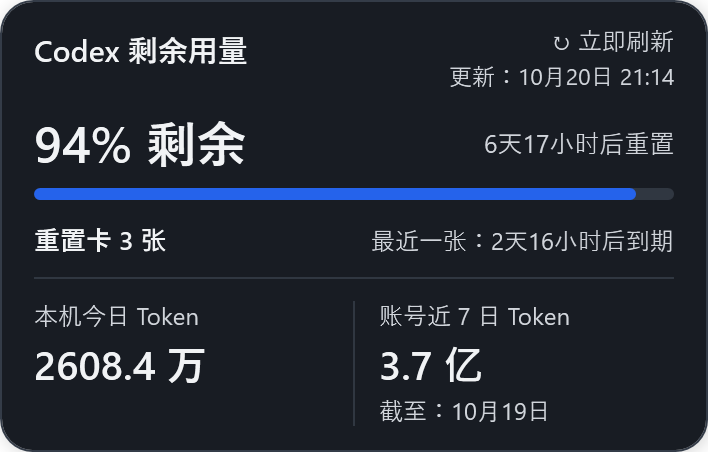 Codex 剩余用量
↻ 立即刷新
更新：10月20日 21:14
94% 剩余
6天17小时后重置
重置卡 3 张
最近一张：2天16小时后到期
本机今日 Token
2608.4 万
账号近 7 日 Token
3.7 亿
截至：10月19日